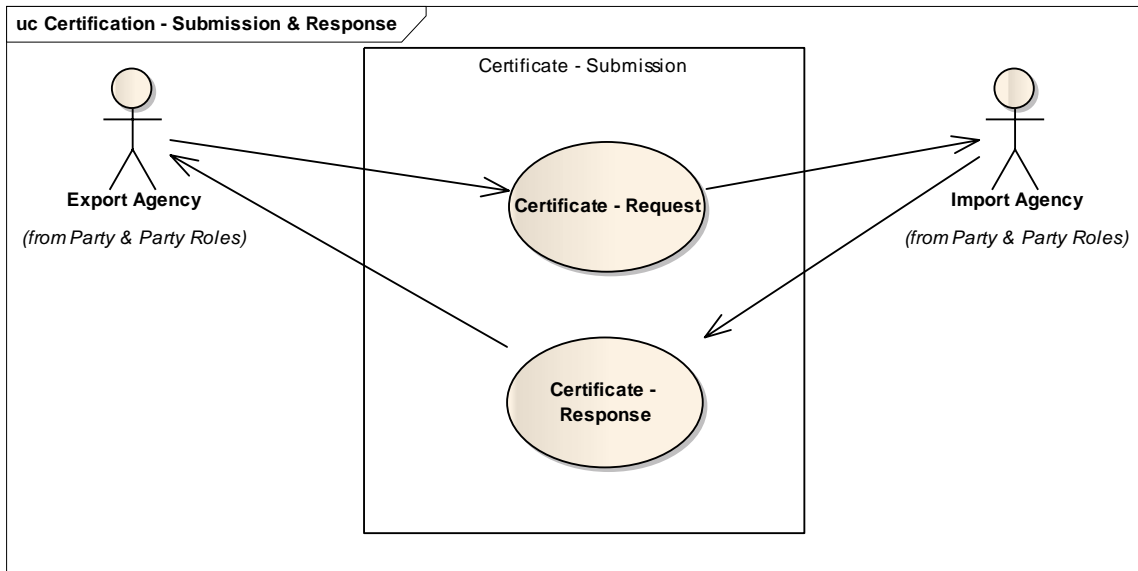 uc Certification - Submission & Response
Certificate - Submission
Certificate - Request
Export Agency
(from Party & Party Roles)
Import Agency
(from Party & Party Roles)
Certificate -
Response